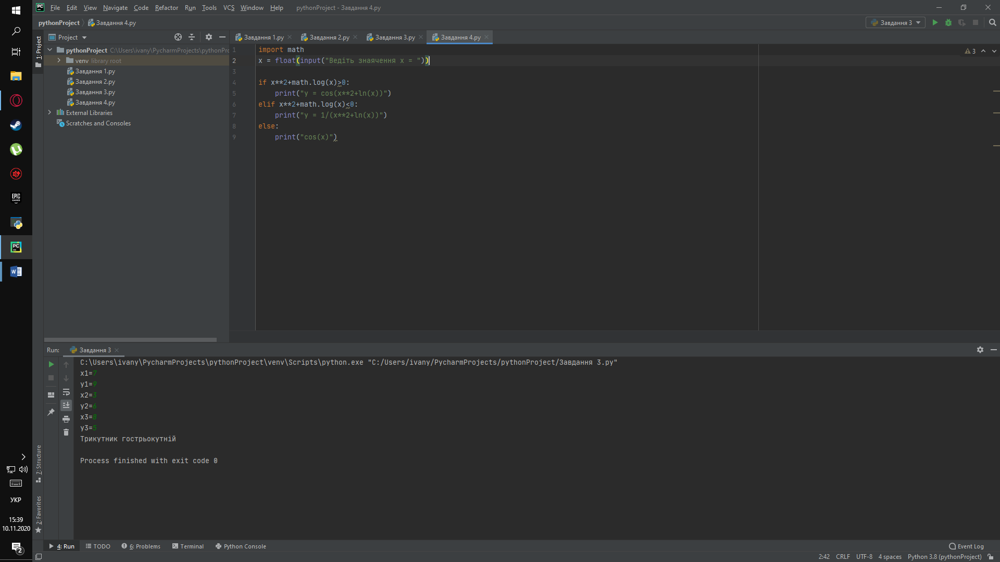 File Edit View Navigate Code Refactor Run Tools VCS Window Help pythonProject - Завдання 4.py
pythonProject Завдання 4.py Завдання 3
1: Project
Project
Завдання 1.py Завдання 2.py Завдання 3.py Завдання 4.py
pythonProject C:\Users\ivany\PycharmProjects\pythonPro
venv library root
Завдання 1.py
Завдання 2.py
Завдання 3.py
Завдання 4.py
External Libraries
Scratches and Consoles
3
1 import math
2 x = float(input("Ведіть знаячення x = "))
3
4 if x**2+math.log(x)>0:
5 print("y = cos(x**2+ln(x))")
6 elif x**2+math.log(x)<0:
7 print("y = 1/(x**2+ln(x))")
8 else:
9 print("cos(x)")
EPIC
GAMES
PC
W
Run: Завдання 3
C:\Users\ivany\PycharmProjects\pythonProject\venv\Scripts\python.exe "C:/Users/ivany/PycharmProjects/pythonProject/Завдання 3.py"
x1=7
y1=9
x2=3
y2=6
x3=8
y3=5
Трикутник гострьокутній
Process finished with exit code 0
7: Structure
2: Favorites
УКР
15:39
10.11.2020
2
4: Run TODO 6: Problems Terminal Python Console Event Log
2:42 CRLF UTF-8 4 spaces Python 3.8 (pythonProject)